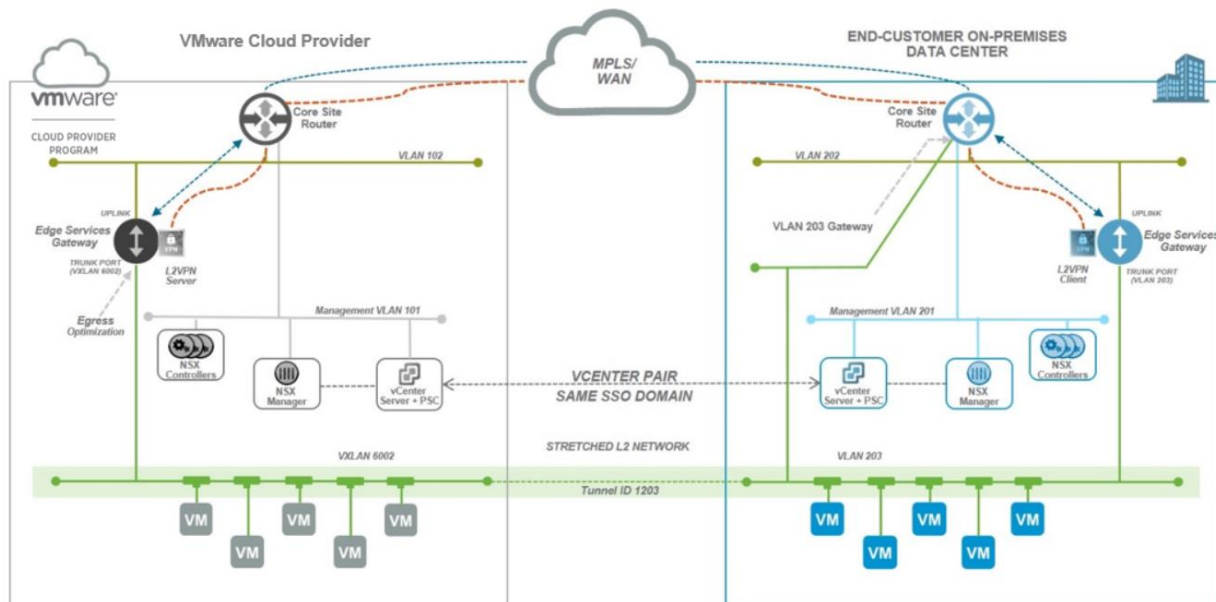 VMware Cloud Provider
MPLS/
WAN
END-CUSTOMER ON-PREMISES
DATA CENTER
vmware®
CLOUD PROVIDER
PROGRAM
Core Site
Router
VLAN 102
UPLINK
Edge Services
Gateway
VPN
TRUNK PORT
(VXLAN 6002)
L2VPN
Server
Egress
Optimization
Management VLAN 101
NSX
Controllers
NSX
Manager
vCenter
Server + PSC
Core Site
Router
VLAN 202
VLAN 203 Gateway
UPLINK
Edge Services
Gateway
VPN
L2VPN
Client
TRUNK PORT
(VLAN 203)
Management VLAN 201
vCenter
Server + PSC
NSX
Manager
NSX
Controllers
VCENTER PAIR
SAME SSO DOMAIN
STRETCHED L2 NETWORK
VXLAN 6002
VLAN 203
Tunnel ID 1203
VM
VM
VM
VM
VM
VM
VM
VM
VM
VM